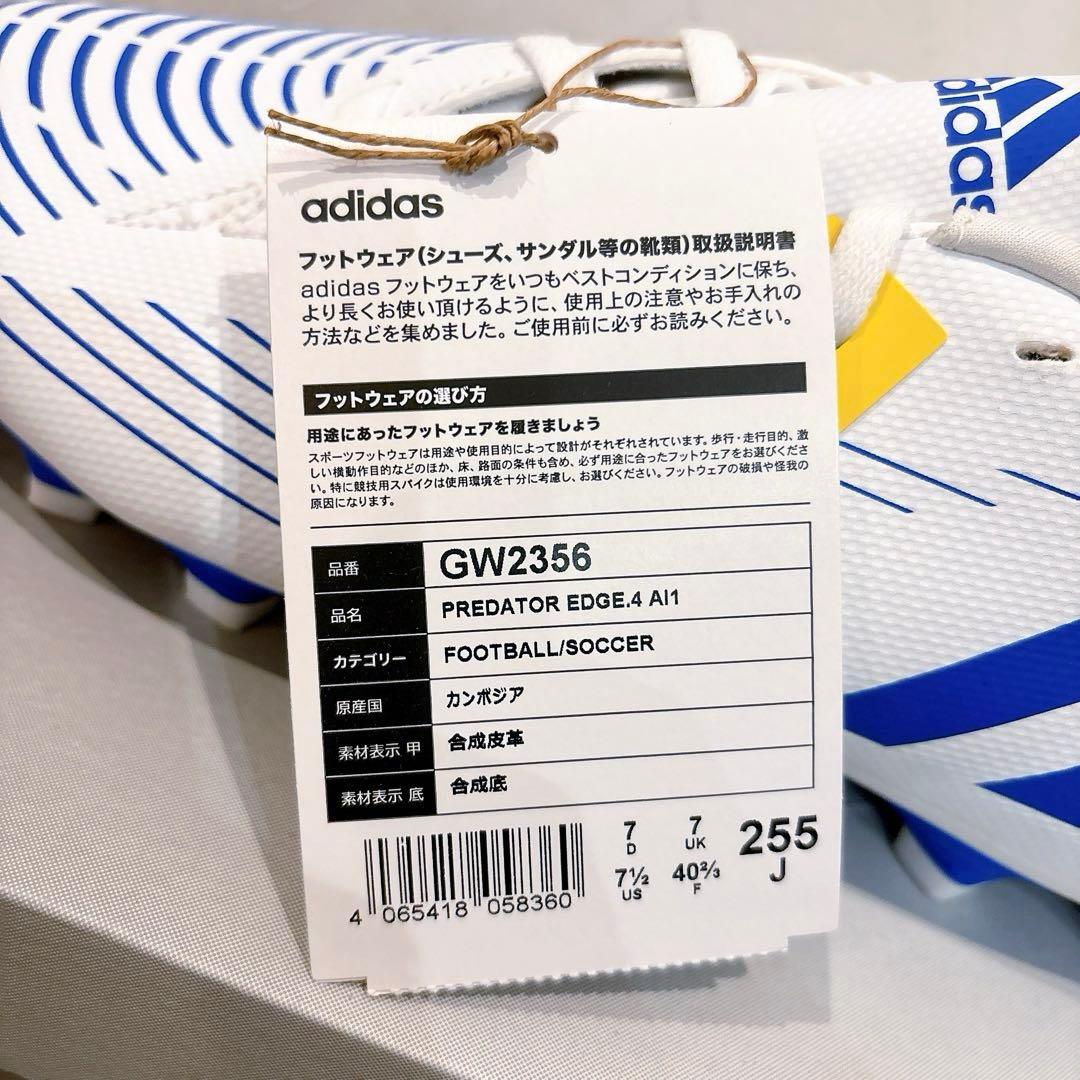 adidas
adidas
フットウェア(シューズ、サンダル等の靴類)取扱説明書
adidas フットウェアをいつもベストコンディションに保ち、
より長くお使い頂けるように、使用上の注意やお手入れの
方法などを集めました。ご使用前に必ずお読みください。
フットウェアの選び方
用途にあったフットウェアを履きましょう
スポーツフットウェアは用途や使用目的によって設計がそれぞれされています。歩行・走行目的、激
しい横動作目的などのほか、床、路面の条件も含め、必ず用途に合ったフットウェアをお選びくださ
い。特に競技用スパイクは使用環境を十分に考慮し、お選びください。フットウェアの破損や怪我の
原因になります。
品番 GW2356
品名 PREDATOR EDGE.4 AI1
カテゴリー FOOTBALL/SOCCER
原産国 カンボジア
素材表示 甲 合成皮革
素材表示 底 合成底
7 7 255
D UK J
7½ 40⅔
US F
4 065418 058360